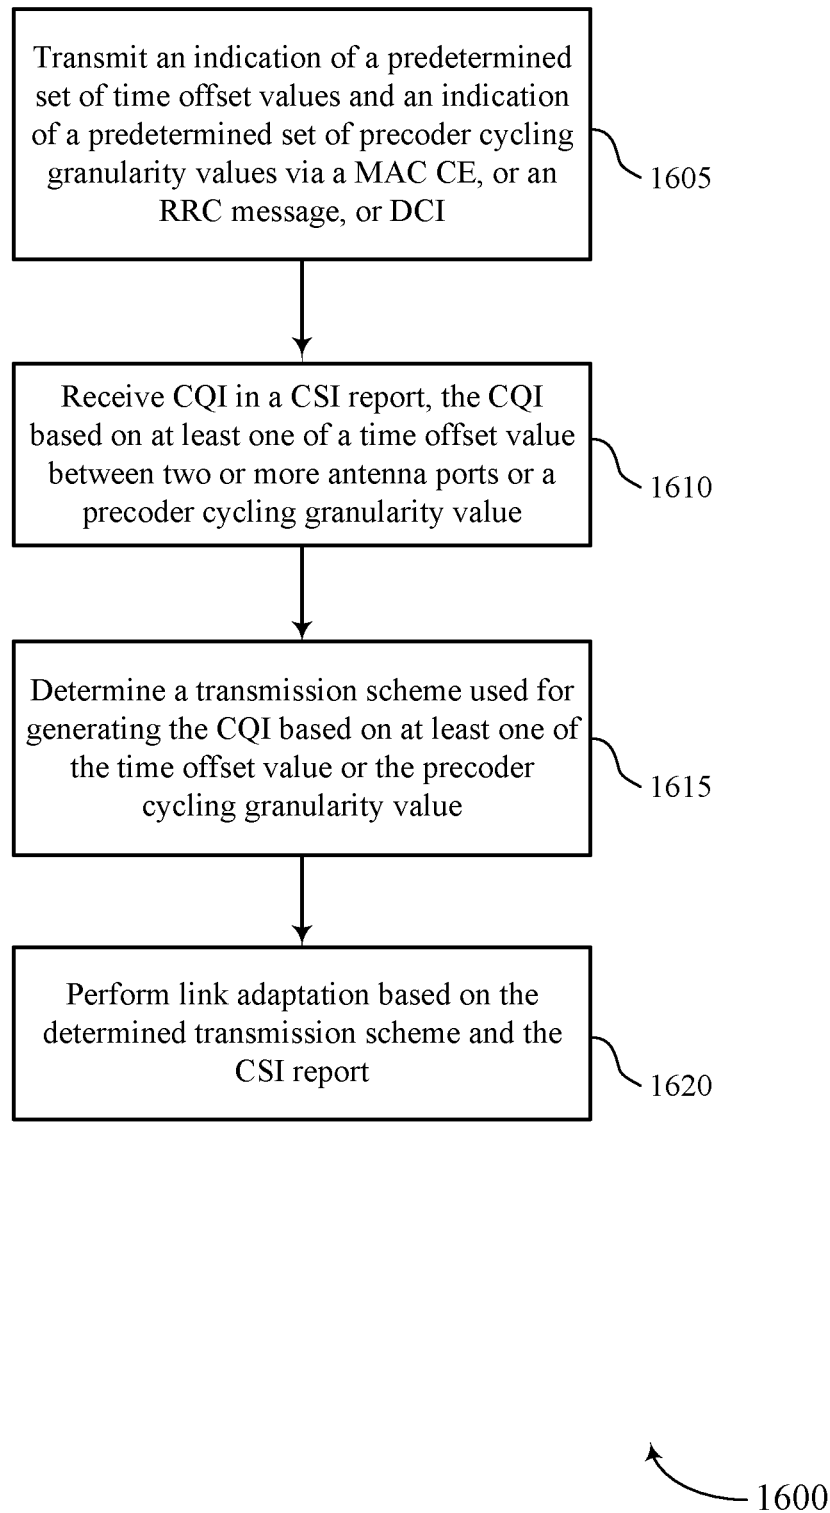 Transmit an indication of a predetermined
set of time offset values and an indication
of a predetermined set of precoder cycling
granularity values via a MAC CE, or an
RRC message, or DCI
1605
Receive CQI in a CSI report, the CQI
based on at least one of a time offset value
between two or more antenna ports or a
precoder cycling granularity value
1610
Determine a transmission scheme used for
generating the CQI based on at least one of
the time offset value or the precoder
cycling granularity value
1615
Perform link adaptation based on the
determined transmission scheme and the
CSI report
1620
1600